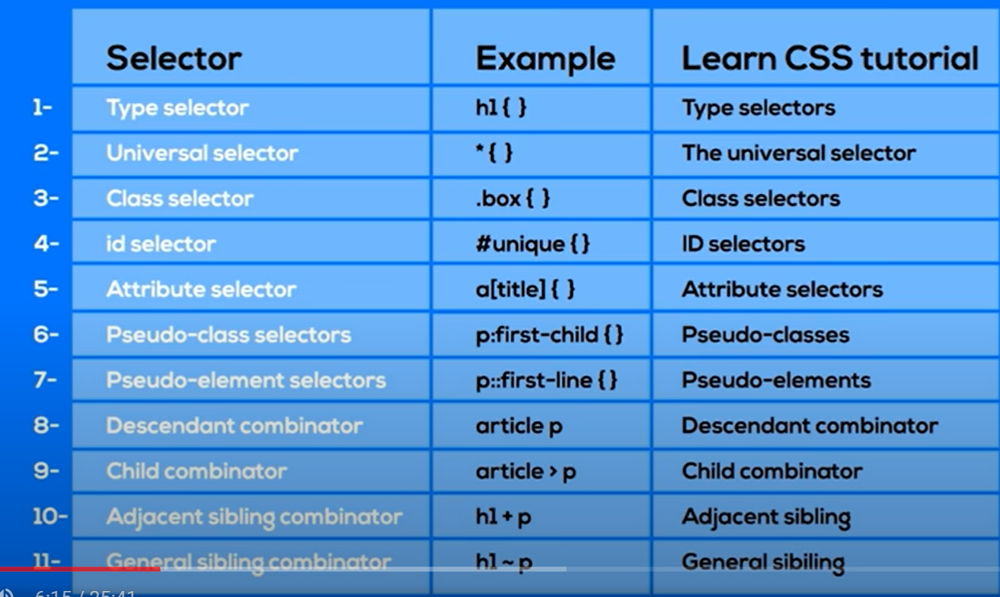 Selector Example Learn CSS tutorial
1- Type selector h1 { } Type selectors
2- Universal selector * { } The universal selector
3- Class selector .box { } Class selectors
4- id selector #unique {} ID selectors
5- Attribute selector a[title] { } Attribute selectors
6- Pseudo-class selectors p:first-child {} Pseudo-classes
7- Pseudo-element selectors p::first-line {} Pseudo-elements
8- Descendant combinator article p Descendant combinator
9- Child combinator article > p Child combinator
10- Adjacent sibling combinator h1 + p Adjacent sibling
11- General sibling combinator h1 ~ p General sibiling
6:15 / 25:41